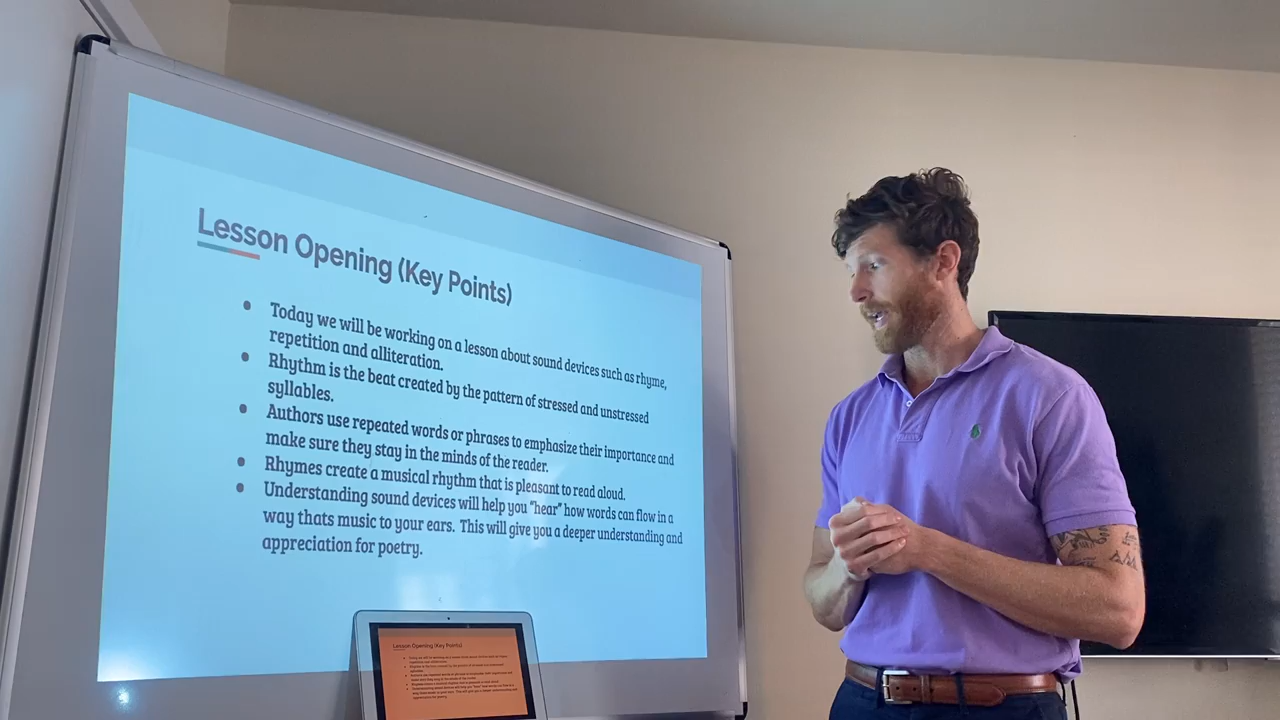 Lesson Opening (Key Points)
Today we will be working on a lesson about sound devices such as rhyme,
repetition and alliteration.
Rhythm is the beat created by the pattern of stressed and unstressed
syllables.
Authors use repeated words or phrases to emphasize their importance and
make sure they stay in the minds of the reader.
Rhymes create a musical rhythm that is pleasant to read aloud.
Understanding sound devices will help you "hear" how words can flow in a
way thats music to your ears. This will give you a deeper understanding and
appreciation for poetry.
Lesson Opening (Key Points)